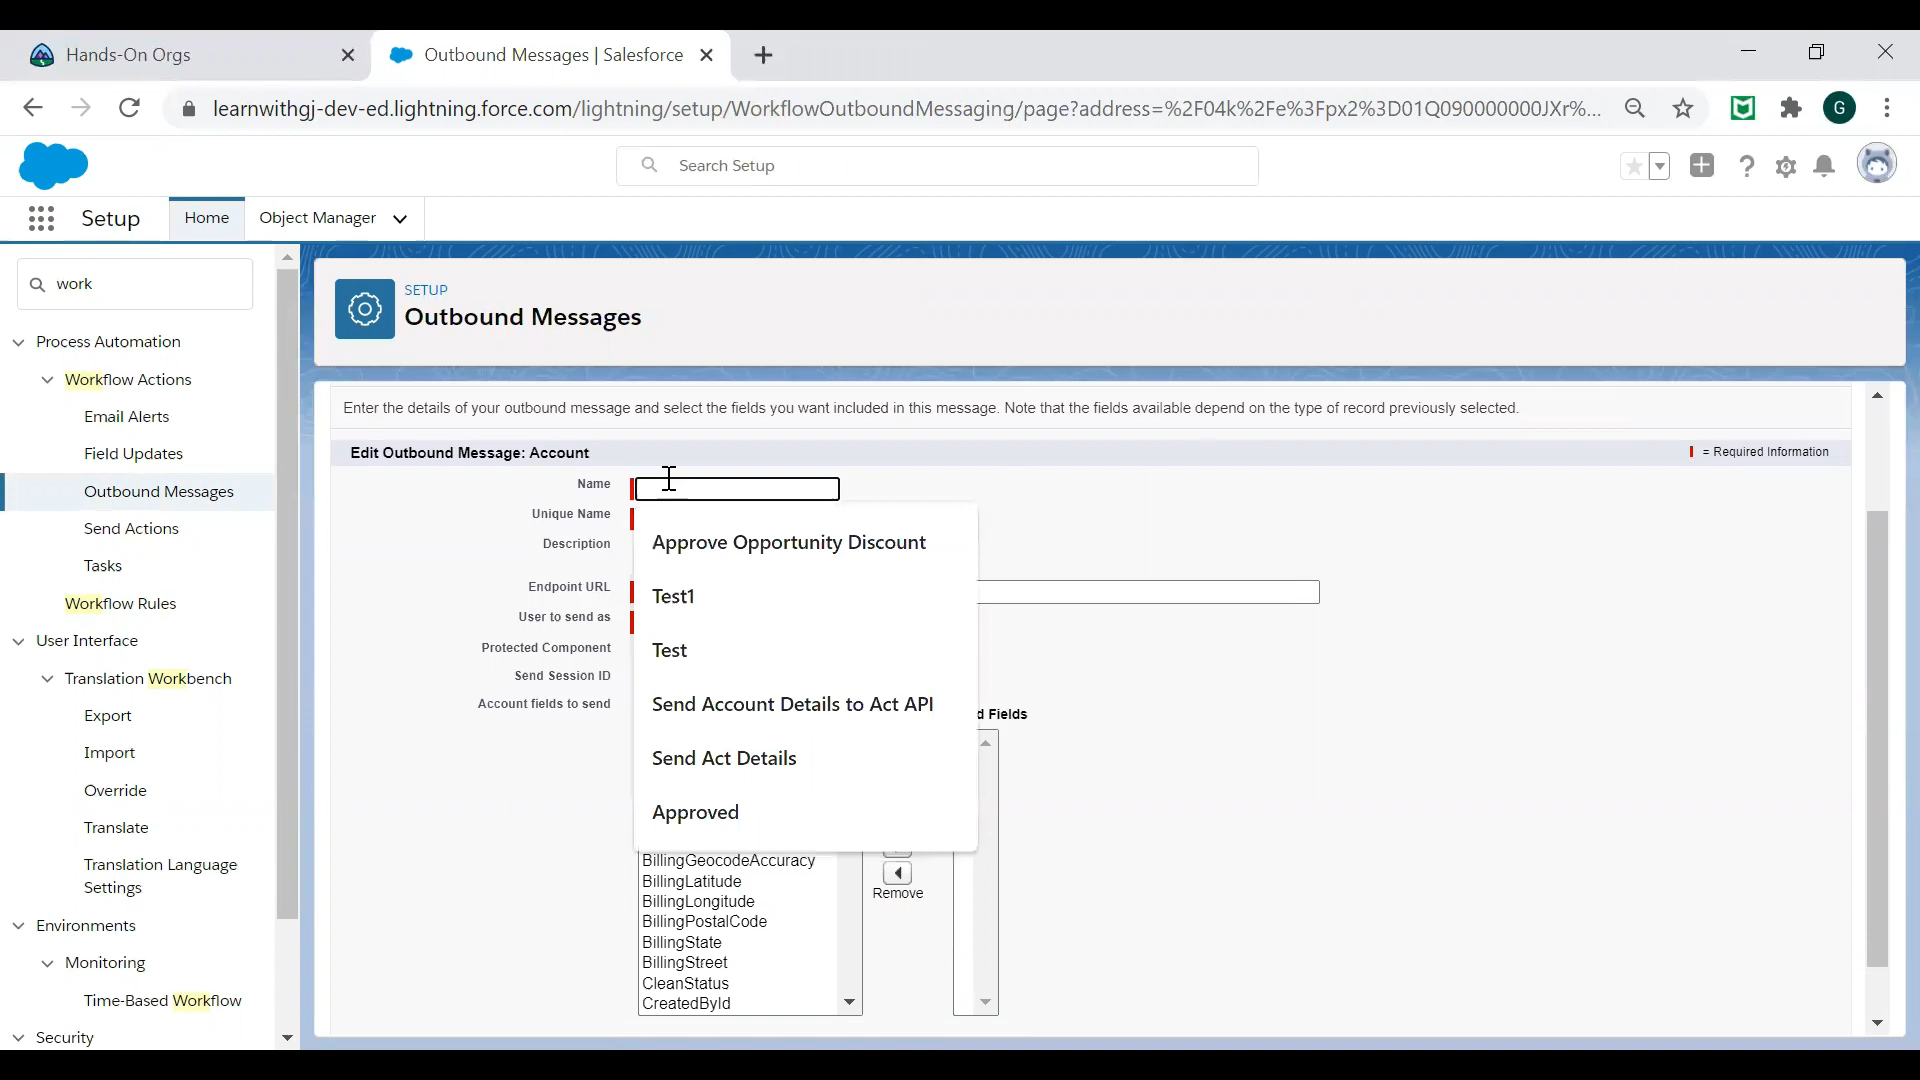 Hands-On Orgs
Outbound Messages | Salesforce
learnwithgj-dev-ed.lightning.force.com/lightning/setup/WorkflowOutboundMessaging/page?address=%2F04k%2Fe%3Fpx2%3D01Q090000000JXr%...
G
Search Setup
Setup
Home
Object Manager
work
Process Automation
Workflow Actions
Email Alerts
Field Updates
Outbound Messages
Send Actions
Tasks
Workflow Rules
User Interface
Translation Workbench
Export
Import
Override
Translate
Translation Language
Settings
Environments
Monitoring
Time-Based Workflow
Security
SETUP
Outbound Messages
Enter the details of your outbound message and select the fields you want included in this message. Note that the fields available depend on the type of record previously selected.
Edit Outbound Message: Account
= Required Information
Name
Unique Name
Description
Endpoint URL
User to send as
Protected Component
Send Session ID
Account fields to send
Approve Opportunity Discount
Test1
Test
Send Account Details to Act API
Send Act Details
Approved
d Fields
BillingGeocodeAccuracy
BillingLatitude
BillingLongitude
BillingPostalCode
BillingState
BillingStreet
CleanStatus
CreatedById
Remove